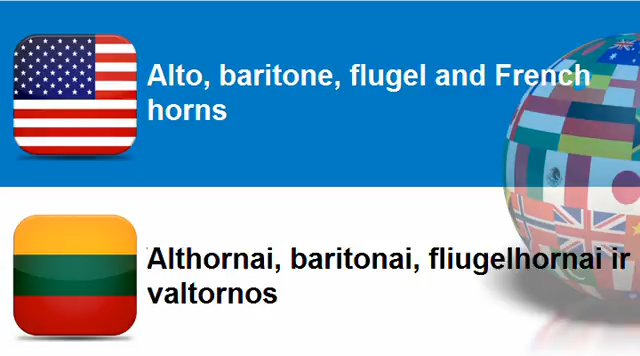 Alto, baritone, flugel and French
horns
Althornai, baritonai, fliugelhornai ir
valtornos